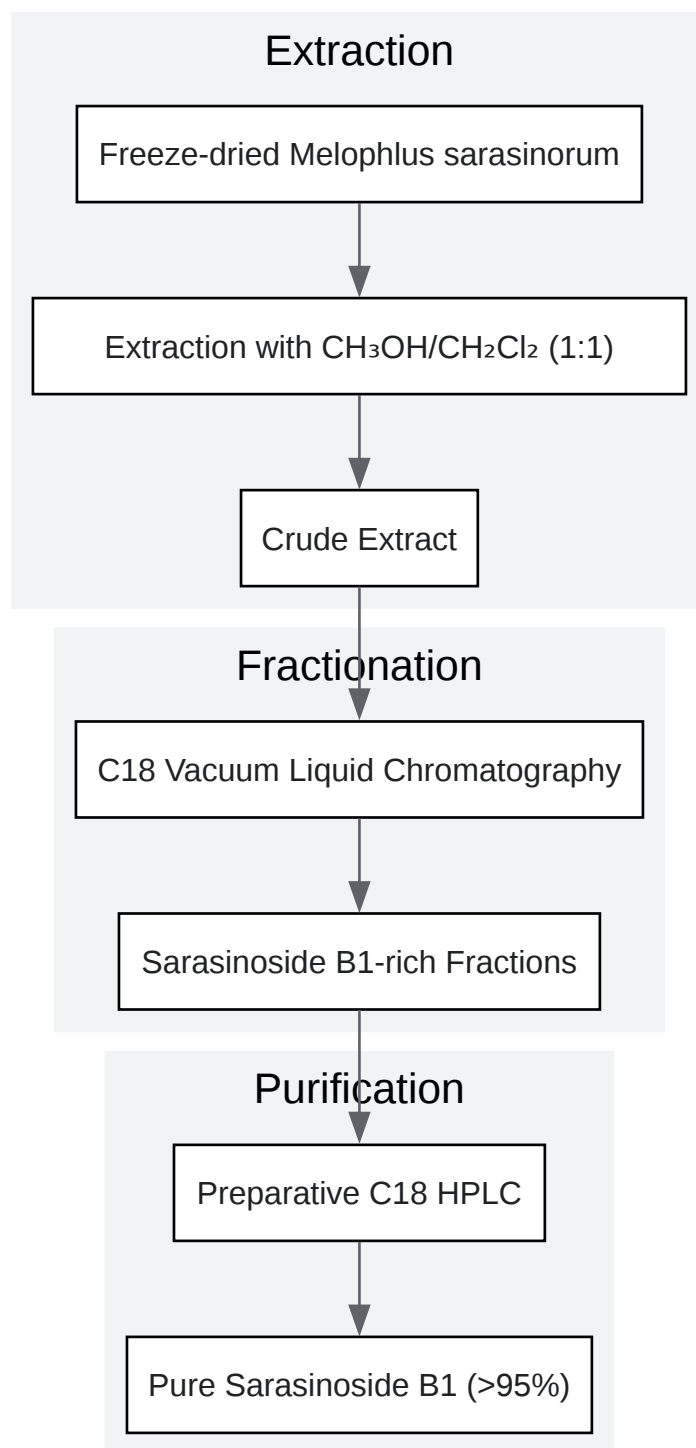 Extraction
Freeze-dried Melophlus sarasinorum
Extraction with CH₃OH/CH₂Cl₂ (1:1)
Crude Extract
Fractionation
C18 Vacuum Liquid Chromatography
Sarasinoside B1-rich Fractions
Purification
Preparative C18 HPLC
Pure Sarasinoside B1 (>95%)